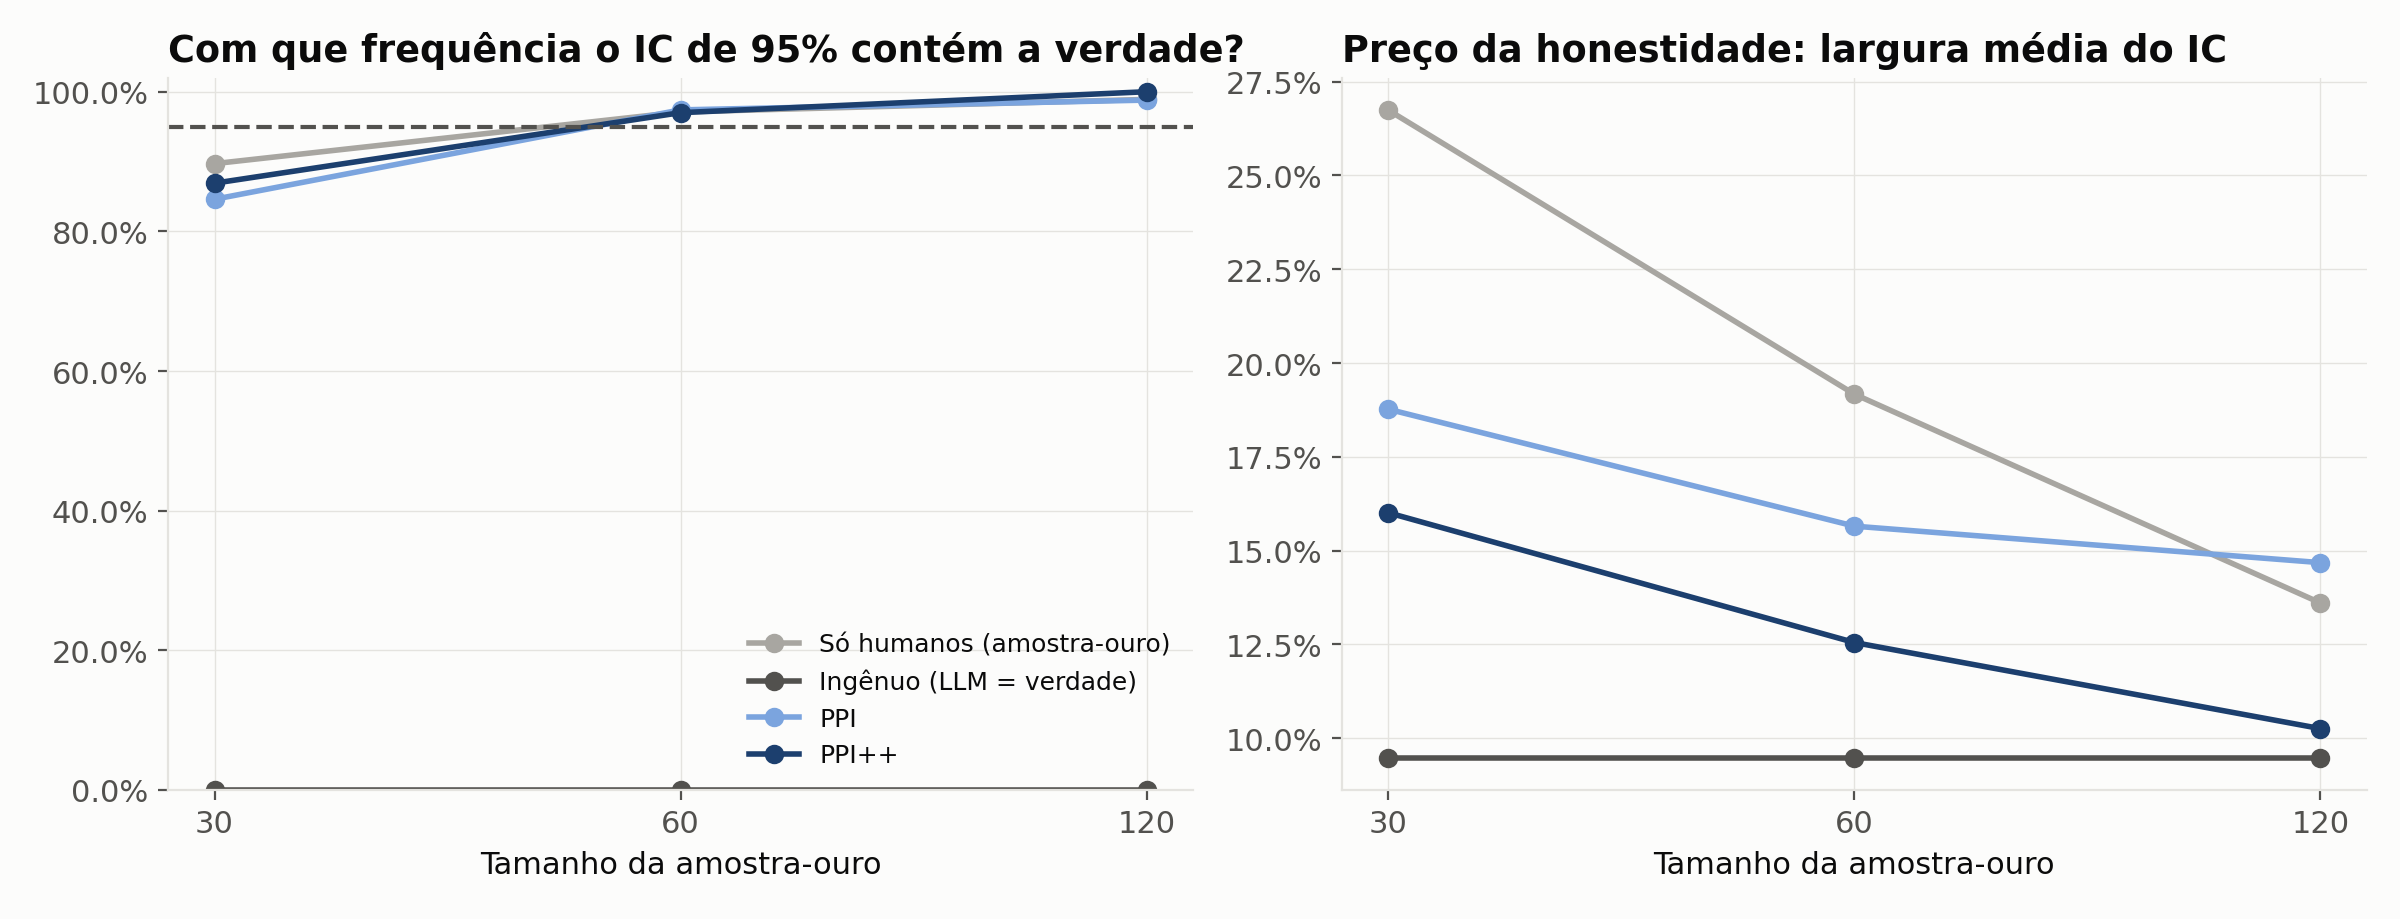 Com que frequência o IC de 95% contém a verdade?
100.0%
80.0%
60.0%
40.0%
20.0%
0.0%
30
60
120
Tamanho da amostra-ouro
Só humanos (amostra-ouro)
Ingênuo (LLM = verdade)
PPI
PPI++
Preço da honestidade: largura média do IC
27.5%
25.0%
22.5%
20.0%
17.5%
15.0%
12.5%
10.0%
30
60
120
Tamanho da amostra-ouro